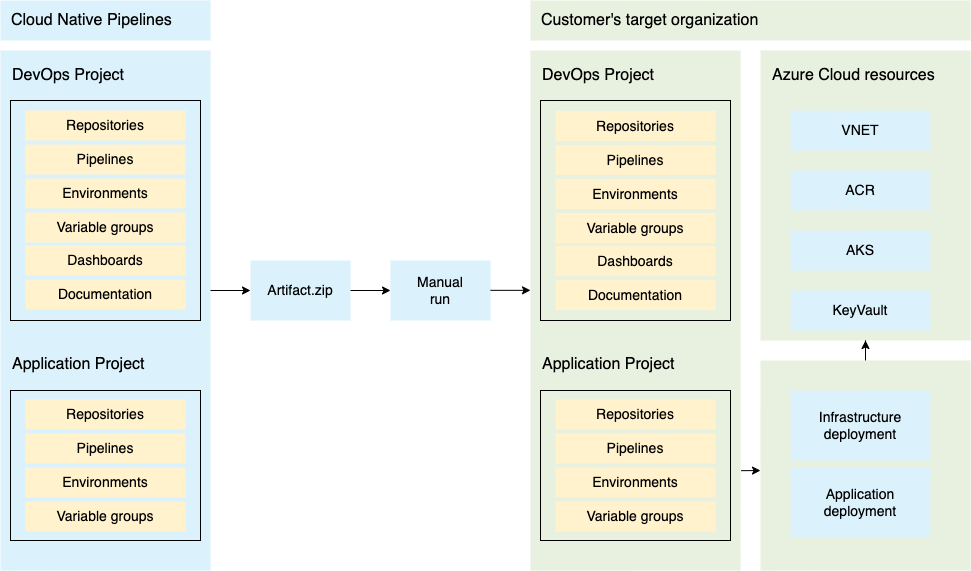 Cloud Native Pipelines
DevOps Project
Repositories
Pipelines
Environments
Variable groups
Dashboards
Documentation
Application Project
Repositories
Pipelines
Environments
Variable groups
Artifact.zip
Manual
run
Customer's target organization
DevOps Project
Repositories
Pipelines
Environments
Variable groups
Dashboards
Documentation
Application Project
Repositories
Pipelines
Environments
Variable groups
Azure Cloud resources
VNET
ACR
AKS
KeyVault
Infrastructure
deployment
Application
deployment